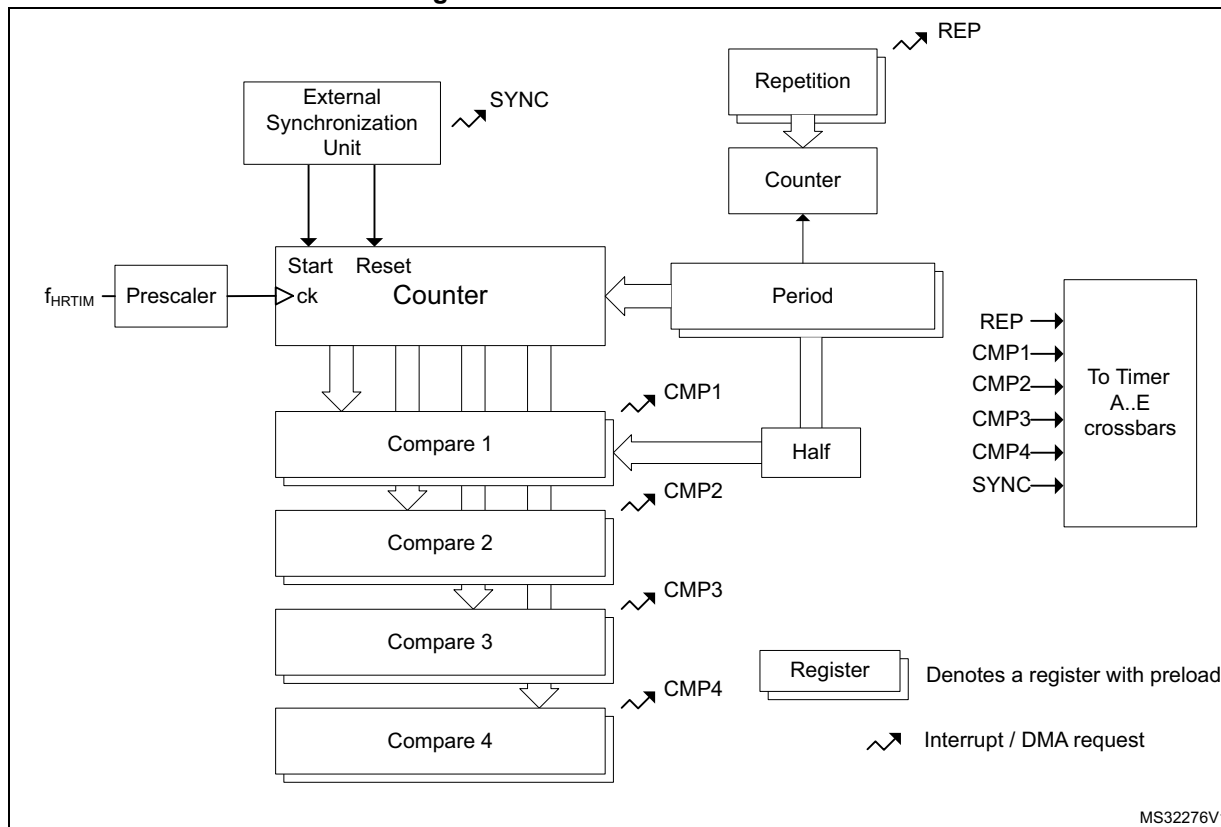 REP
Repetition
External
Synchronization
Unit
SYNC
Counter
Start Reset
f_HRTIM
Prescaler
ck
Counter
Period
REP
CMP1
CMP2
CMP3
CMP4
SYNC
To Timer
A..E
crossbars
CMP1
Compare 1
Half
CMP2
Compare 2
CMP3
Compare 3
Register
Denotes a register with preload
CMP4
Compare 4
Interrupt / DMA request